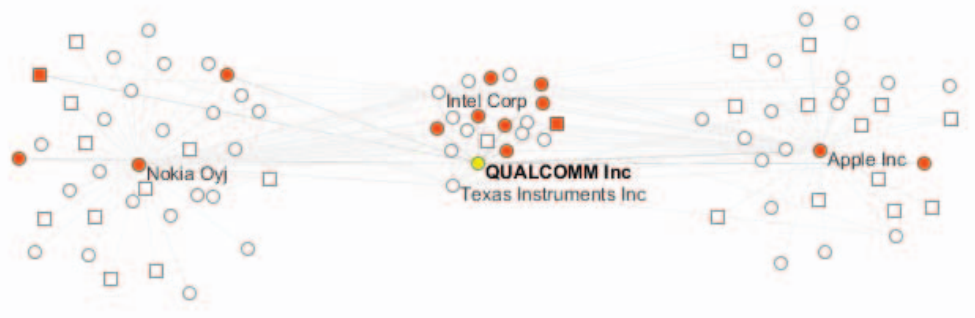 Intel Corp
Nokia Oyj
QUALCOMM Inc
Apple Inc
Texas Instruments Inc